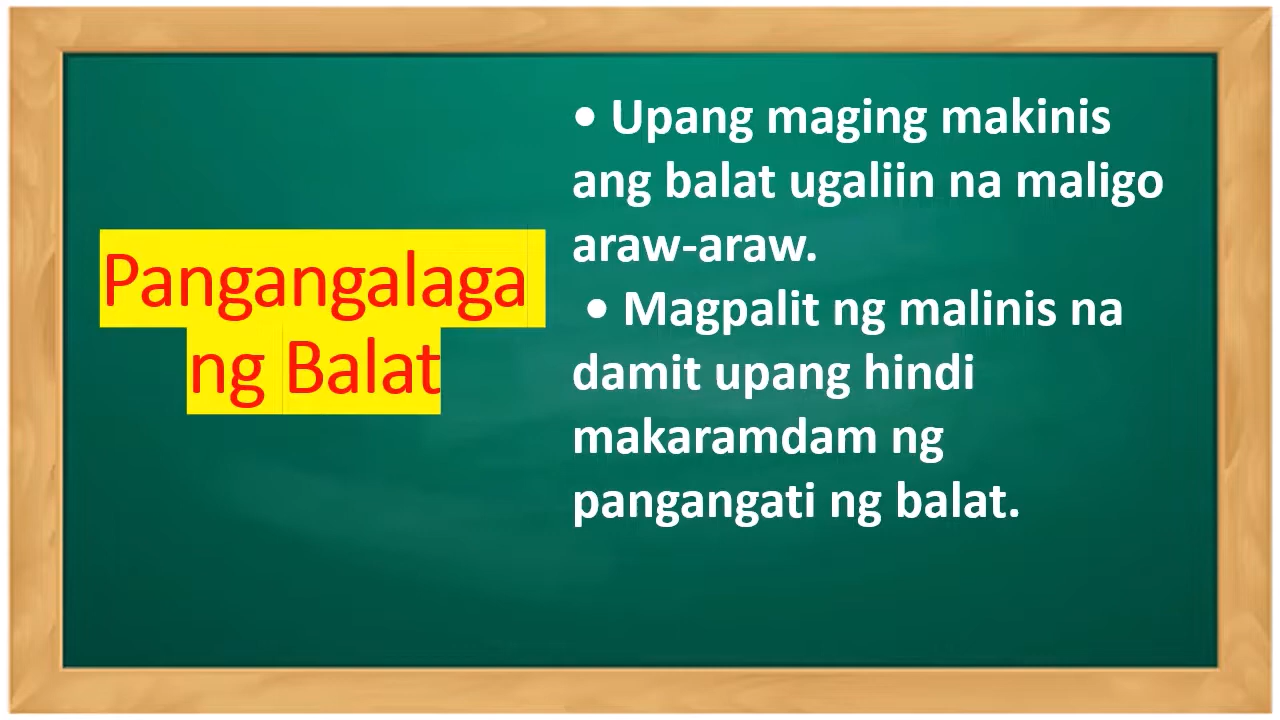 Pangangalaga
ng Balat
• Upang maging makinis
ang balat ugaliin na maligo
araw-araw.
• Magpalit ng malinis na
damit upang hindi
makaramdam ng
pangangati ng balat.